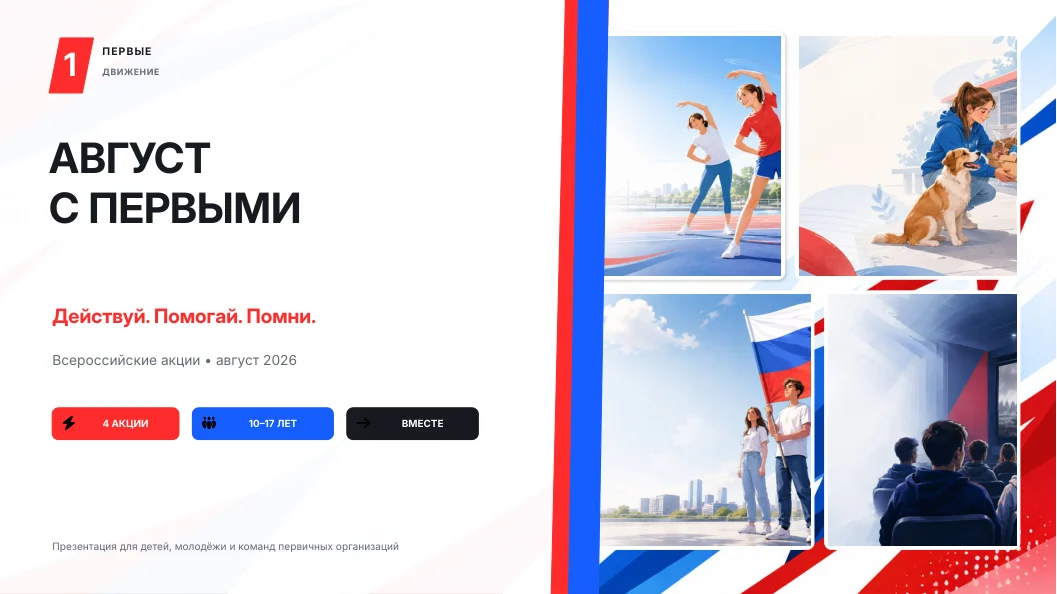 1
ПЕРВЫЕ
ДВИЖЕНИЕ
АВГУСТ
С ПЕРВЫМИ
Действуй. Помогай. Помни.
Всероссийские акции • август 2026
4 АКЦИИ
10–17 ЛЕТ
ВМЕСТЕ
Презентация для детей, молодёжи и команд первичных организаций